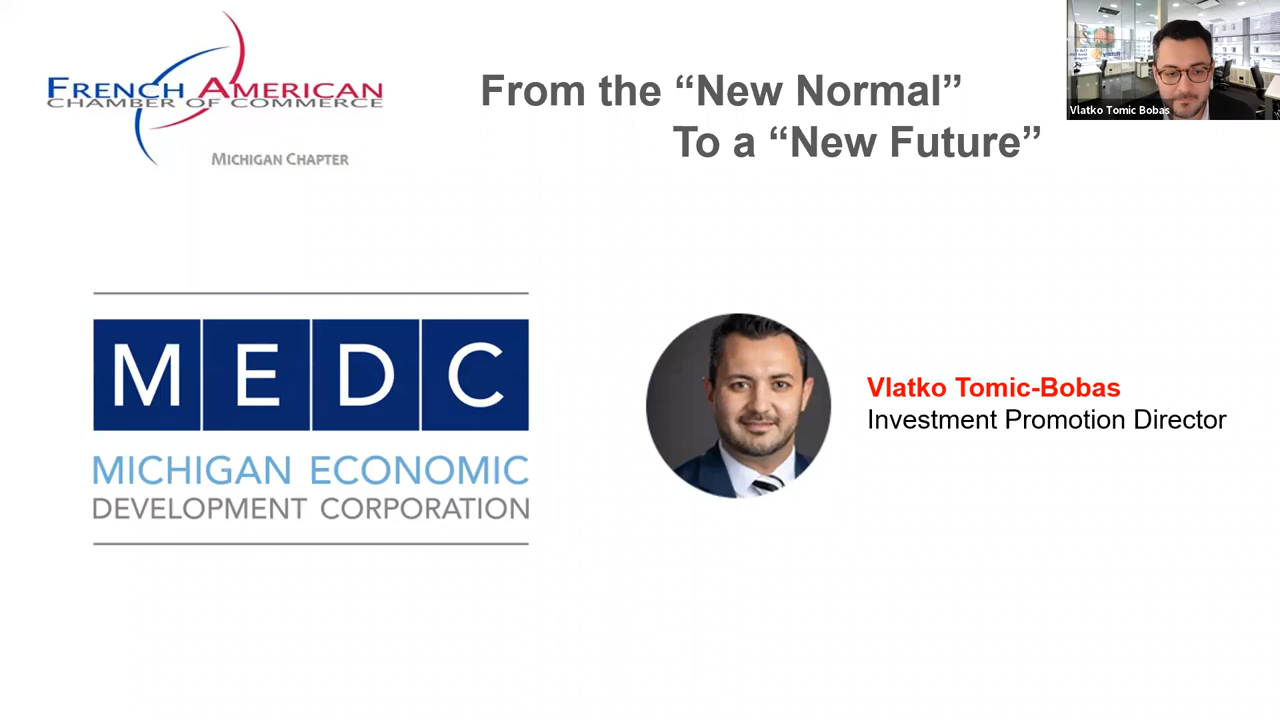 FRENCH AMERICAN
CHAMBER OF COMMERCE
MICHIGAN CHAPTER
From the “New Normal”
To a “New Future”
Vlatko Tomic Bobas
M E D C
MICHIGAN ECONOMIC
DEVELOPMENT CORPORATION
Vlatko Tomic-Bobas
Investment Promotion Director